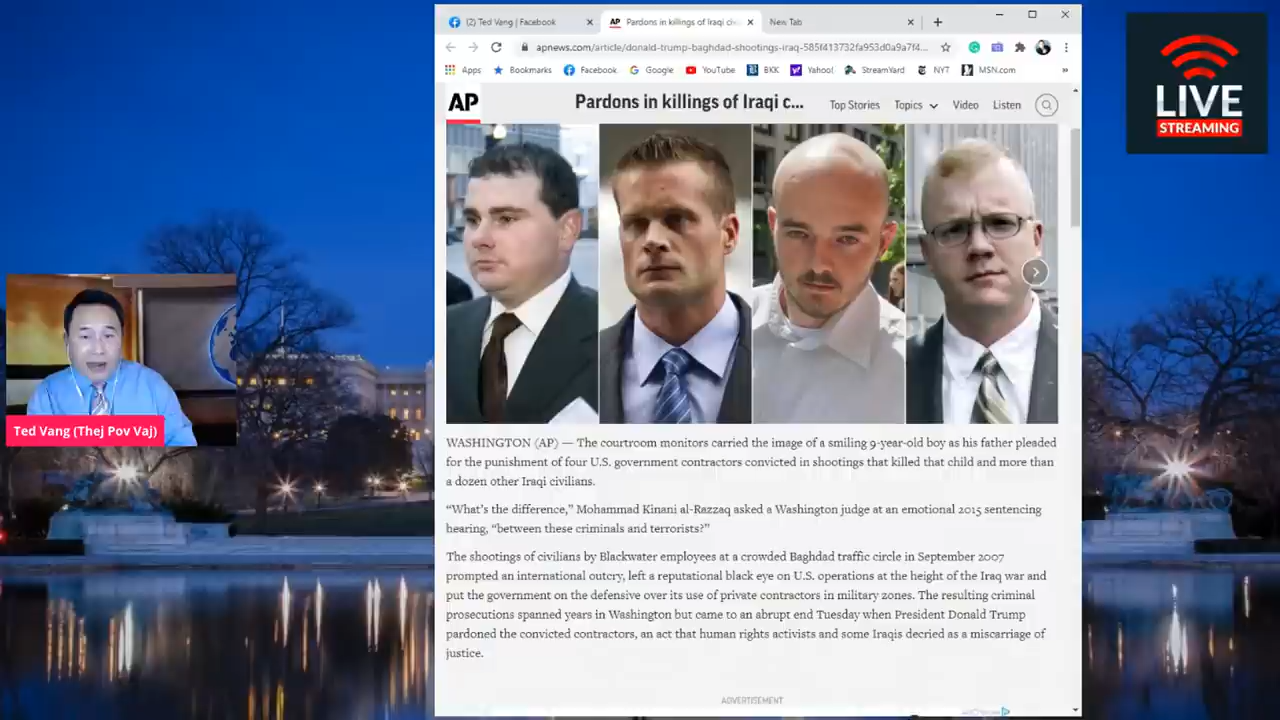 (2) Ted Vang | Facebook
AP Pardons in killings of Iraqi civ
New Tab
apnews.com/article/donald-trump-baghdad-shootings-iraq-585f413732fa953d0a9a7f4...
Apps Bookmarks Facebook Google YouTube BKK Yahoo! StreamYard NYT MSN.com »
AP Pardons in killings of Iraqi c... Top Stories Topics Video Listen
LIVE
STREAMING
Ted Vang (Thej Pov Vaj)
WASHINGTON (AP) — The courtroom monitors carried the image of a smiling 9-year-old boy as his father pleaded
for the punishment of four U.S. government contractors convicted in shootings that killed that child and more than
a dozen other Iraqi civilians.
“What’s the difference,” Mohammad Kinani al-Razzaq asked a Washington judge at an emotional 2015 sentencing
hearing, “between these criminals and terrorists?”
The shootings of civilians by Blackwater employees at a crowded Baghdad traffic circle in September 2007
prompted an international outcry, left a reputational black eye on U.S. operations at the height of the Iraq war and
put the government on the defensive over its use of private contractors in military zones. The resulting criminal
prosecutions spanned years in Washington but came to an abrupt end Tuesday when President Donald Trump
pardoned the convicted contractors, an act that human rights activists and some Iraqis decried as a miscarriage of
justice.
ADVERTISEMENT